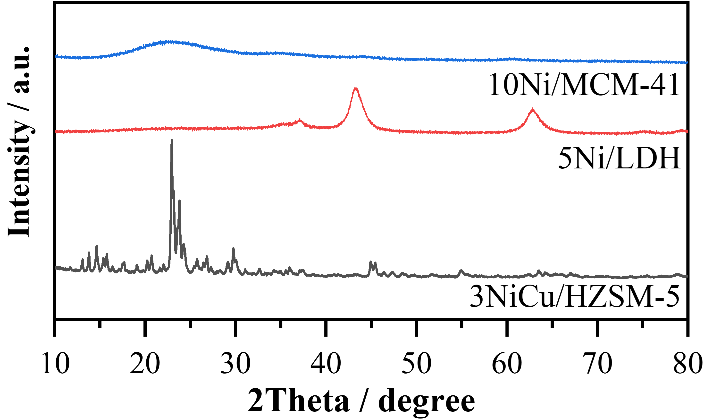 Intensity / a.u.
10Ni/MCM-41
5Ni/LDH
3NiCu/HZSM-5
10 20 30 40 50 60 70 80
2Theta / degree